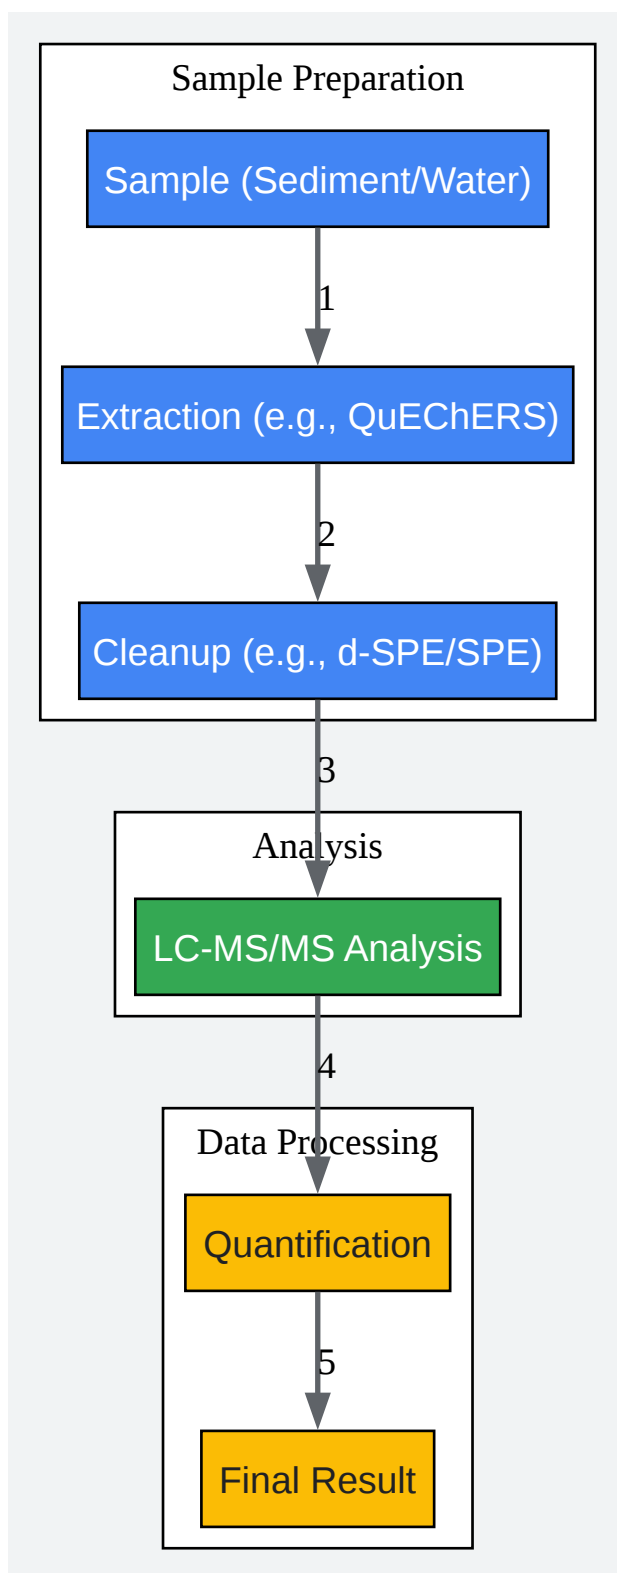 Sample Preparation
Sample (Sediment/Water)
1
Extraction (e.g., QuEChERS)
2
Cleanup (e.g., d-SPE/SPE)
3
Analysis
LC-MS/MS Analysis
4
Data Processing
Quantification
5
Final Result